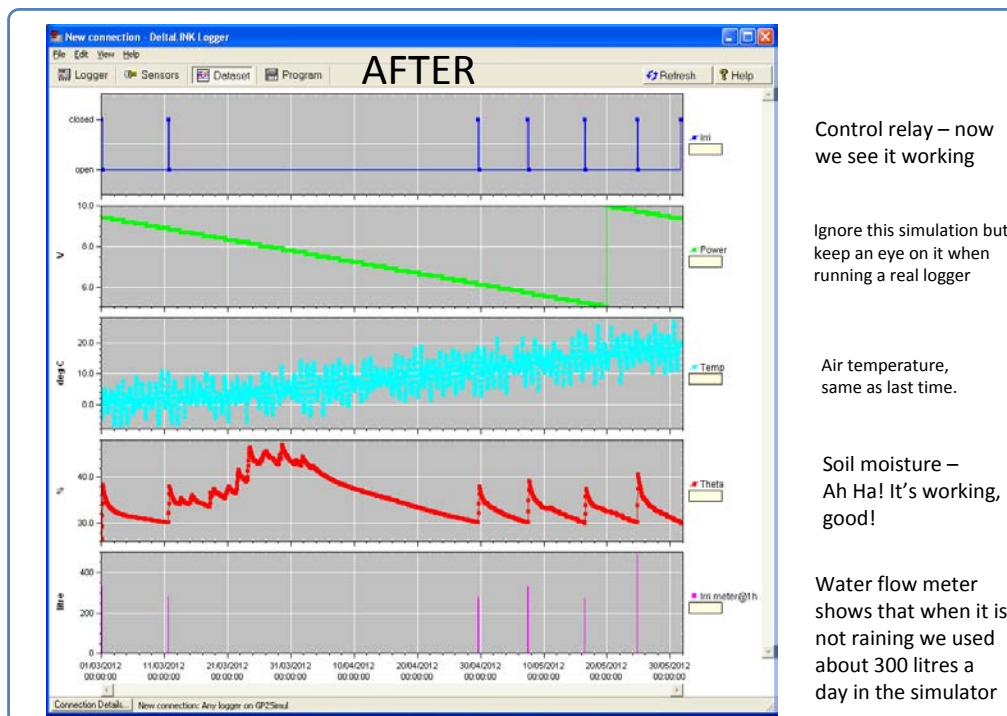 New connection - DeltaLINK Logger
File Edit View Help
Logger Sensors Dataset Program AFTER Refresh Help
closed
open
Irri
Control relay – now
we see it working
10.0
8.0
6.0
V
Power
Ignore this simulation but
keep an eye on it when
running a real logger
20.0
10.0
0.0
deg C
Temp
Air temperature,
same as last time.
40.0
30.0
%
Theta
Soil moisture –
Ah Ha! It’s working,
good!
400
200
0
litre
Irri meter@1h
Water flow meter
shows that when it is
not raining we used
about 300 litres a
day in the simulator
01/03/2012 11/03/2012 21/03/2012 31/03/2012 10/04/2012 20/04/2012 30/04/2012 10/05/2012 20/05/2012 30/05/2012
00:00:00 00:00:00 00:00:00 00:00:00 00:00:00 00:00:00 00:00:00 00:00:00 00:00:00 00:00:00
Connection Details... New connection: Any logger on GP2Simul